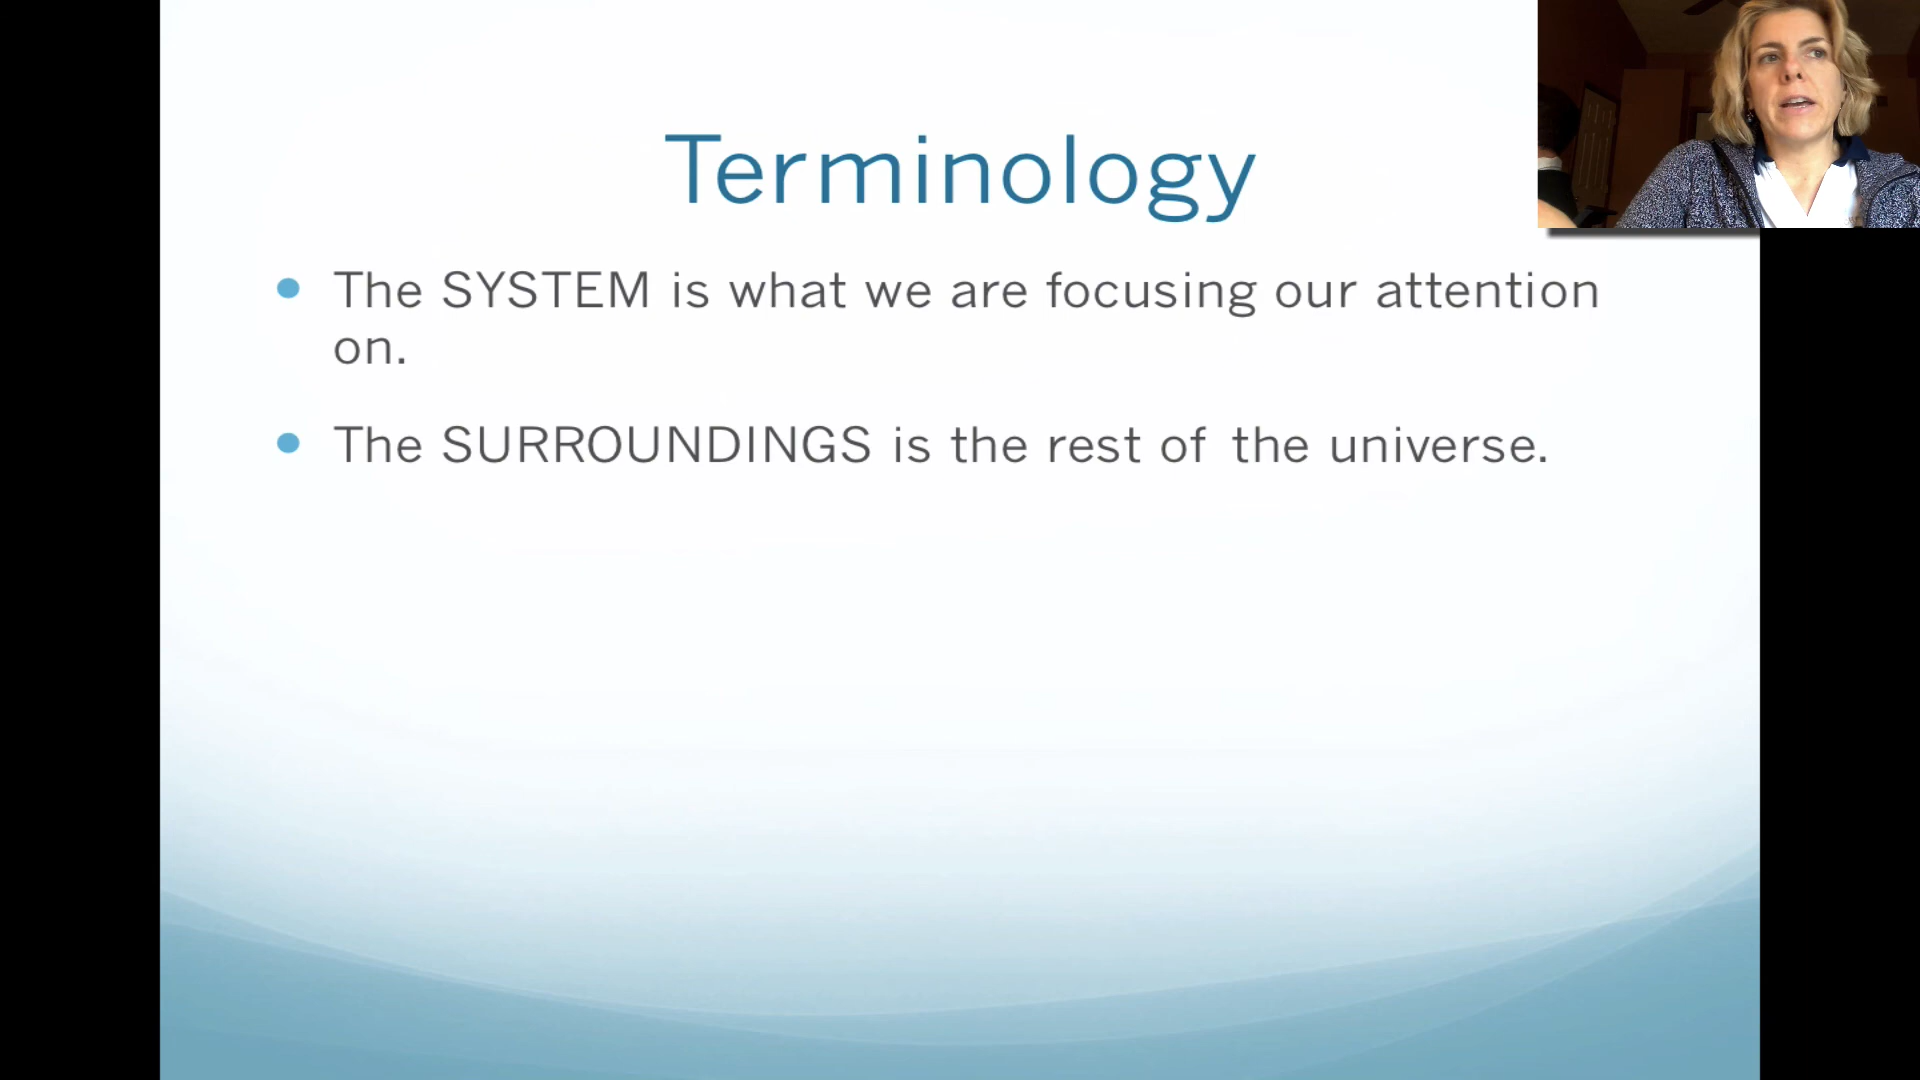 Terminology
The SYSTEM is what we are focusing our attention
on.
The SURROUNDINGS is the rest of the universe.